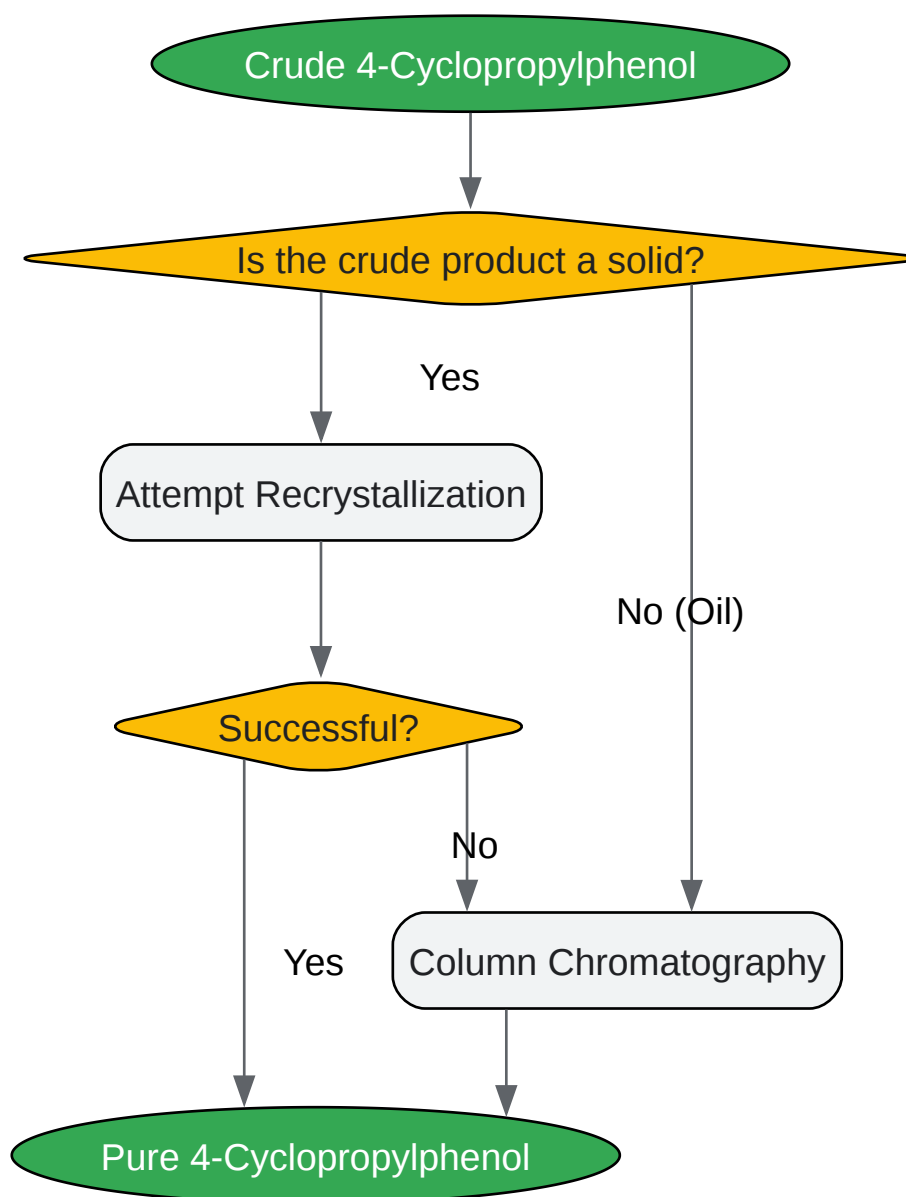 Crude 4-Cyclopropylphenol
Is the crude product a solid?
Yes
Attempt Recrystallization
No (Oil)
Successful?
No
Yes
Column Chromatography
Pure 4-Cyclopropylphenol